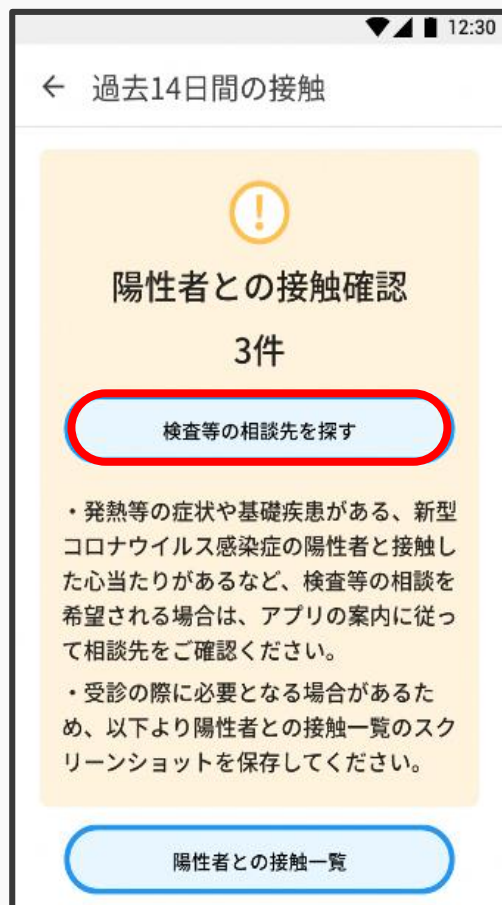 12:30
← 過去14日間の接触
陽性者との接触確認
3件
検査等の相談先を探す
・発熱等の症状や基礎疾患がある、新型
コロナウイルス感染症の陽性者と接触し
た心当たりがあるなど、検査等の相談を
希望される場合は、アプリの案内に従っ
て相談先をご確認ください。
・受診の際に必要となる場合があるた
め、以下より陽性者との接触一覧のスク
リーンショットを保存してください。
陽性者との接触一覧